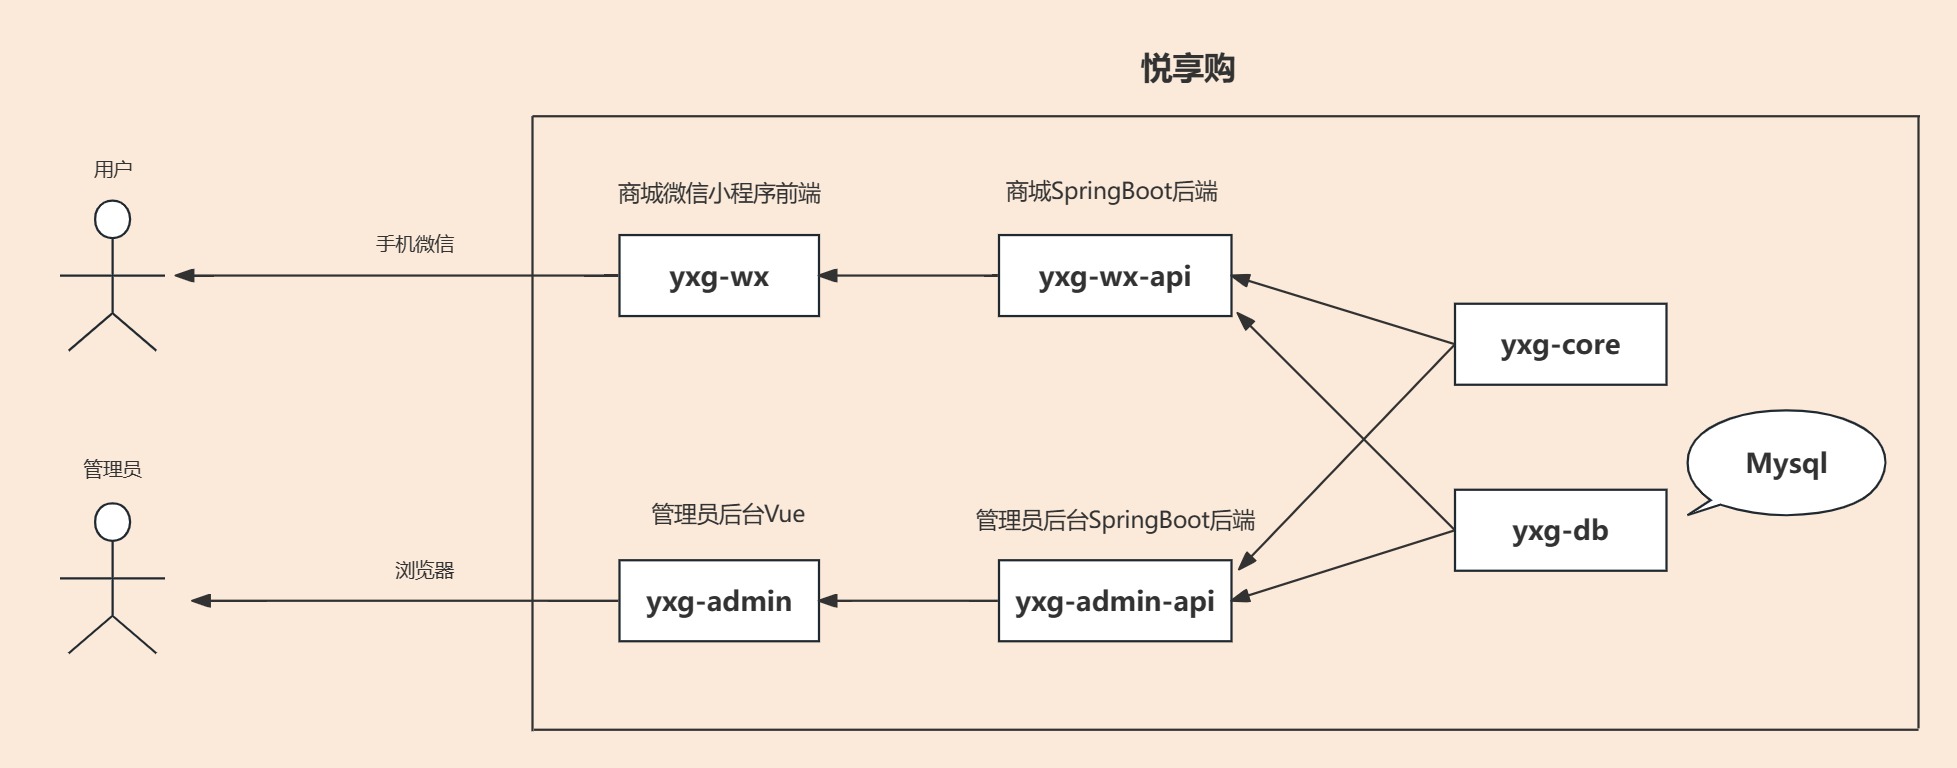 悦享购
用户
手机微信
商城微信小程序前端
yxg-wx
商城SpringBoot后端
yxg-wx-api
yxg-core
Mysql
yxg-db
管理员
浏览器
管理员后台Vue
yxg-admin
管理员后台SpringBoot后端
yxg-admin-api